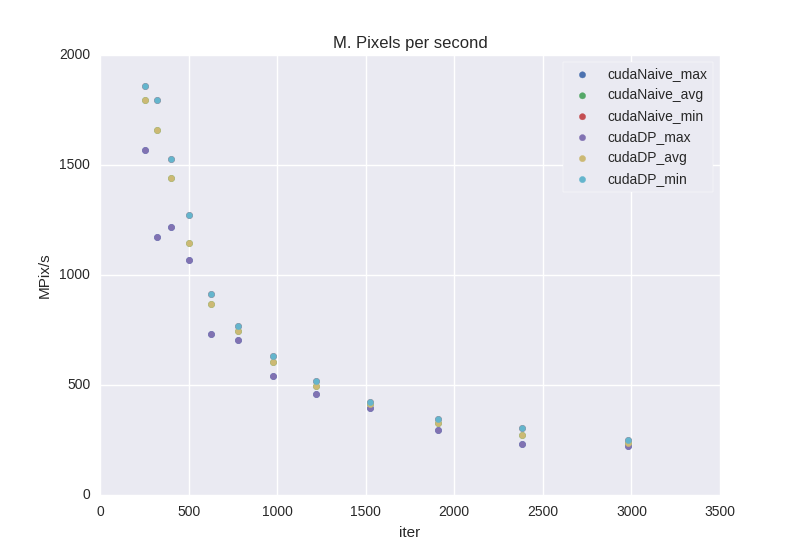 M. Pixels per second
2000
1500
1000
500
0
MPix/s
cudaNaive_max
cudaNaive_avg
cudaNaive_min
cudaDP_max
cudaDP_avg
cudaDP_min
0 500 1000 1500 2000 2500 3000 3500
iter